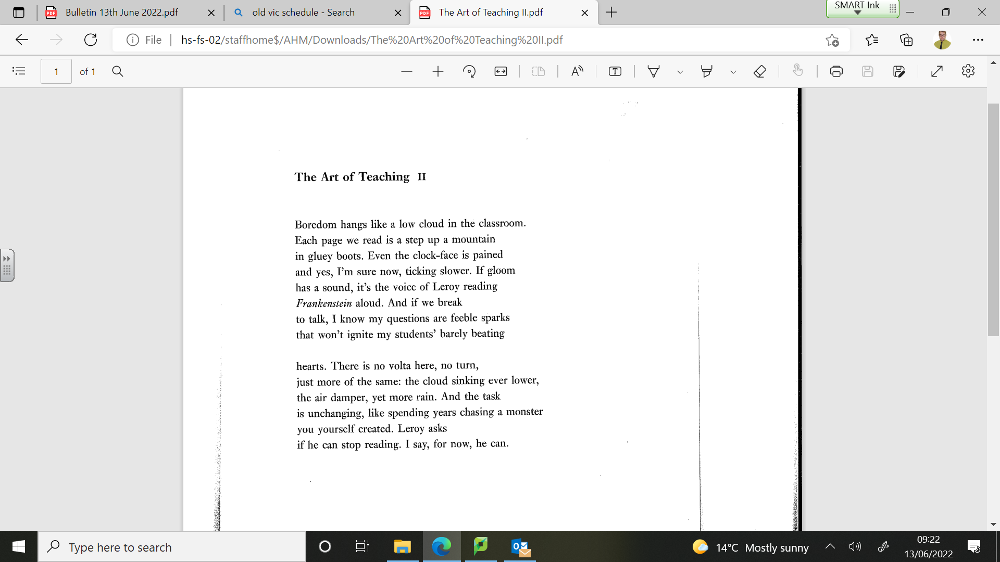 Bulletin 13th June 2022.pdf
old vic schedule - Search
The Art of Teaching II.pdf
SMART Ink
File
hs-fs-02/staffhome$/AHM/Downloads/The%20Art%20of%20Teaching%20II.pdf
1 of 1
The Art of Teaching II
Boredom hangs like a low cloud in the classroom.
Each page we read is a step up a mountain
in gluey boots. Even the clock-face is pained
and yes, I'm sure now, ticking slower. If gloom
has a sound, it's the voice of Leroy reading
Frankenstein aloud. And if we break
to talk, I know my questions are feeble sparks
that won't ignite my students' barely beating
hearts. There is no volta here, no turn,
just more of the same: the cloud sinking ever lower,
the air damper, yet more rain. And the task
is unchanging, like spending years chasing a monster
you yourself created. Leroy asks
if he can stop reading. I say, for now, he can.
Type here to search
14°C Mostly sunny
09:22
13/06/2022